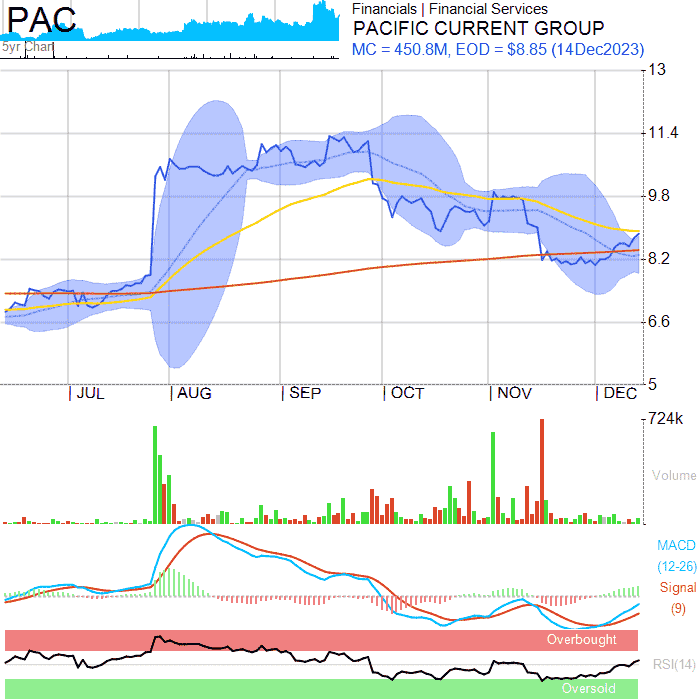 PAC
5yr Chart
Financials | Financial Services
PACIFIC CURRENT GROUP
MC = 450.8M, EOD = $8.85 (14Dec2023)
13
11.4
9.8
8.2
6.6
5
JUL AUG SEP OCT NOV DEC
724k
Volume
MACD
(12-26)
Signal
(9)
Overbought
RSI(14)
Oversold